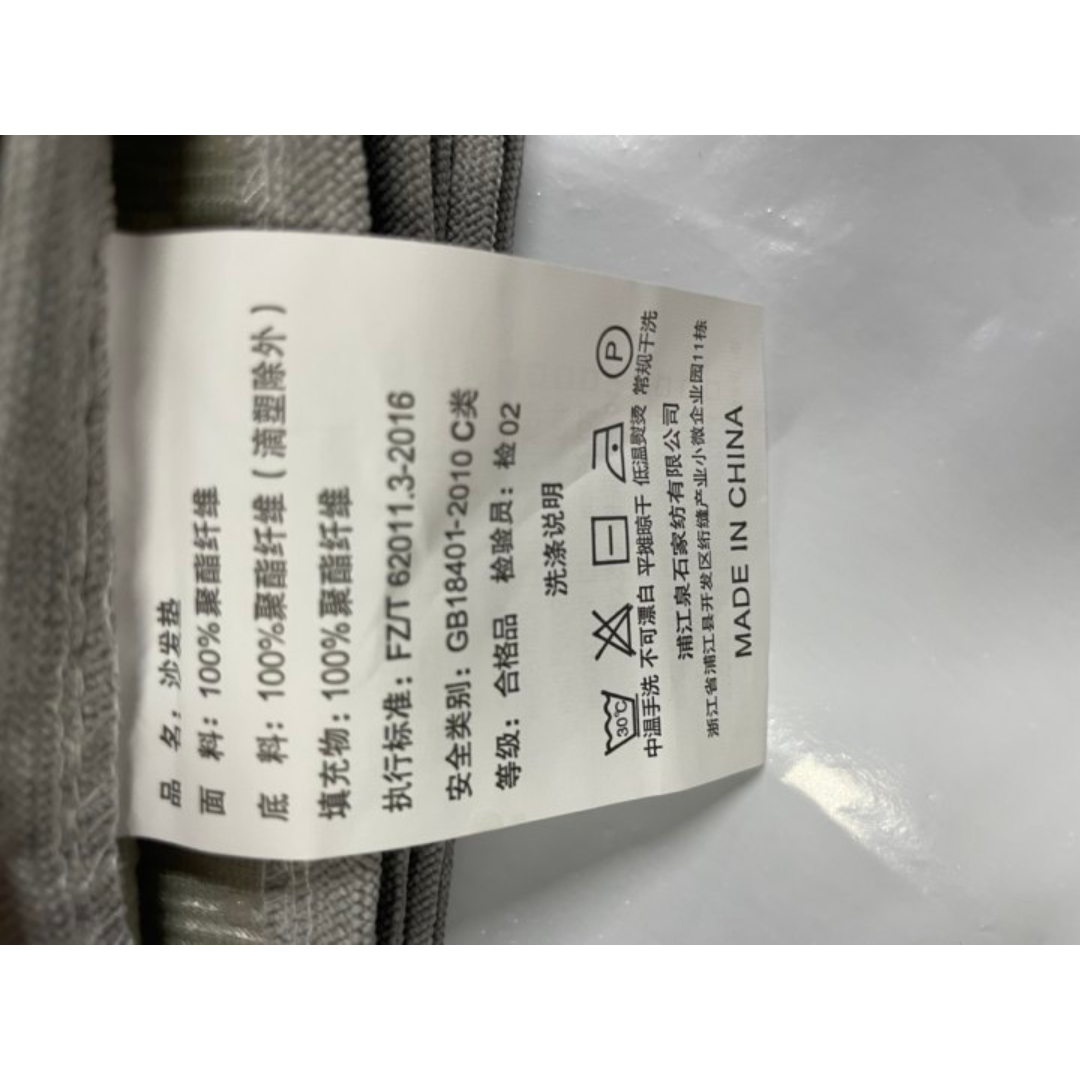 品 名：沙发垫
面 料：100%聚酯纤维
底 料：100%聚酯纤维（滴塑除外）
填充物：100%聚酯纤维
执行标准：FZ/T 62011.3-2016
安全类别：GB18401-2010 C类
等级：合格品 检验员：检 02
洗涤说明
30℃ P
中温手洗 不可漂白 平摊晾干 低温熨烫 常规干洗
浦江泉石家纺有限公司
浙江省浦江县开发区绗缝产业小微企业园11栋
MADE IN CHINA